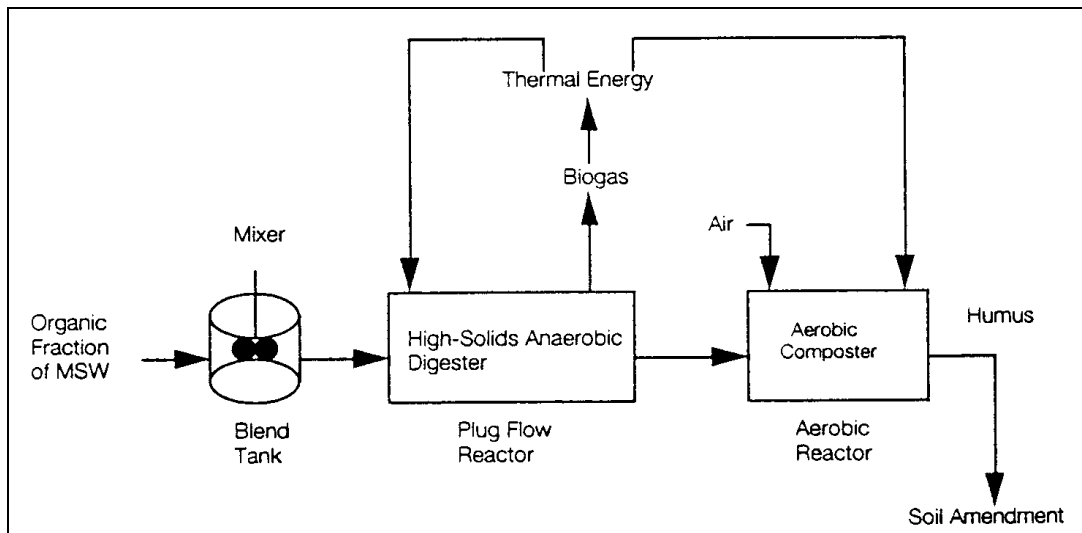 Thermal Energy
Biogas
Mixer
Air
Organic
Fraction
of MSW
High-Solids Anaerobic
Digester
Aerobic
Composter
Humus
Blend
Tank
Plug Flow
Reactor
Aerobic
Reactor
Soil Amendment